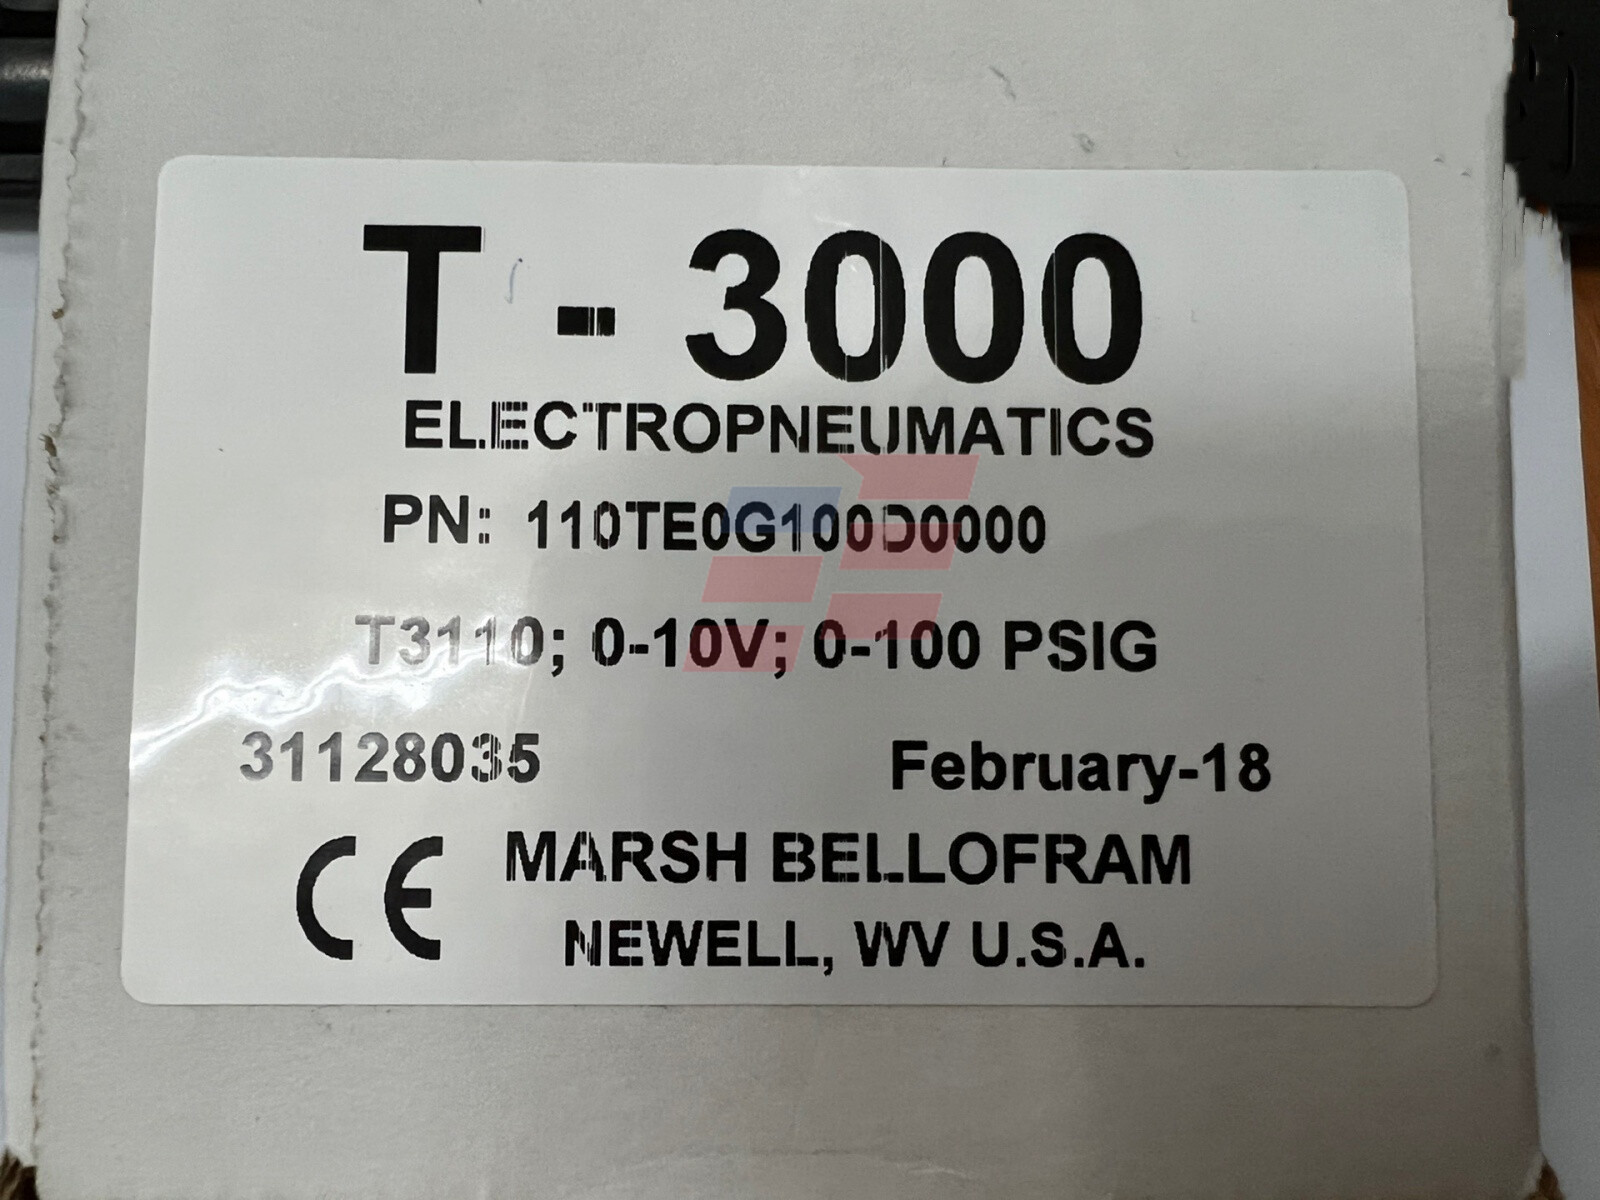 T - 3000
ELECTROPNEUMATICS
PN: 110TE0G100D0000
T3110; 0-10V; 0-100 PSIG
31128035 February-18
CE MARSH BELLOFRAM
NEWELL, WV U.S.A.